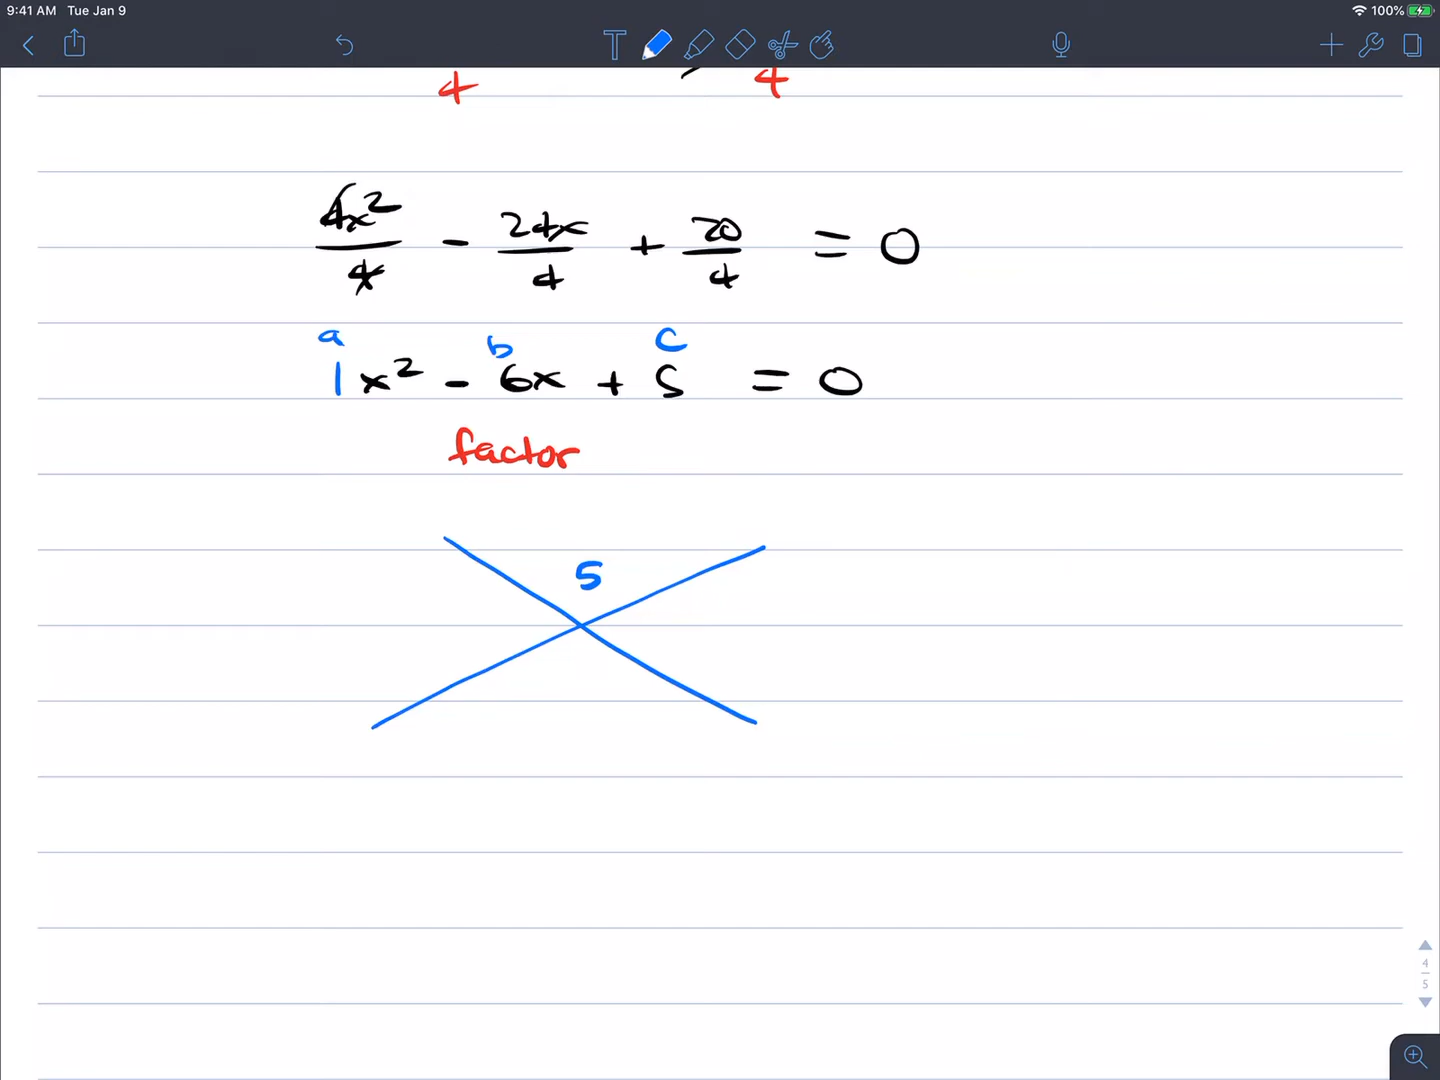 9:41 AM Tue Jan 9 100%
T
4 4
4x²/4 - 24x/4 + 20/4 = 0
a b c
1x² - 6x + 5 = 0
factor
5
4
5